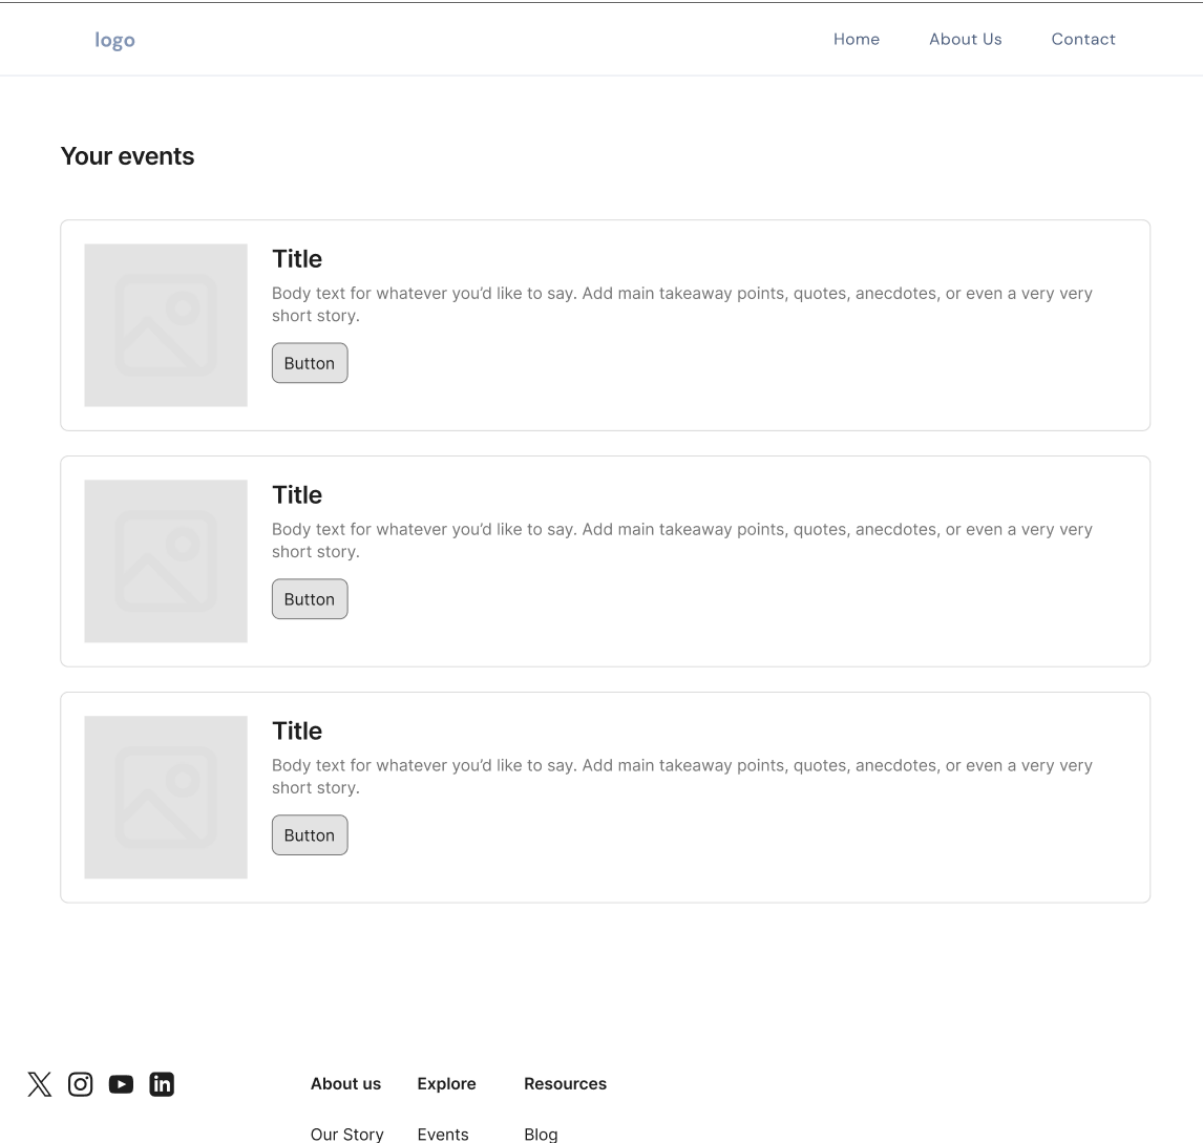 logo
Home About Us Contact
Your events
Title
Body text for whatever you’d like to say. Add main takeaway points, quotes, anecdotes, or even a very very
short story.
Button
Title
Body text for whatever you’d like to say. Add main takeaway points, quotes, anecdotes, or even a very very
short story.
Button
Title
Body text for whatever you’d like to say. Add main takeaway points, quotes, anecdotes, or even a very very
short story.
Button
About us Explore Resources
Our Story Events Blog